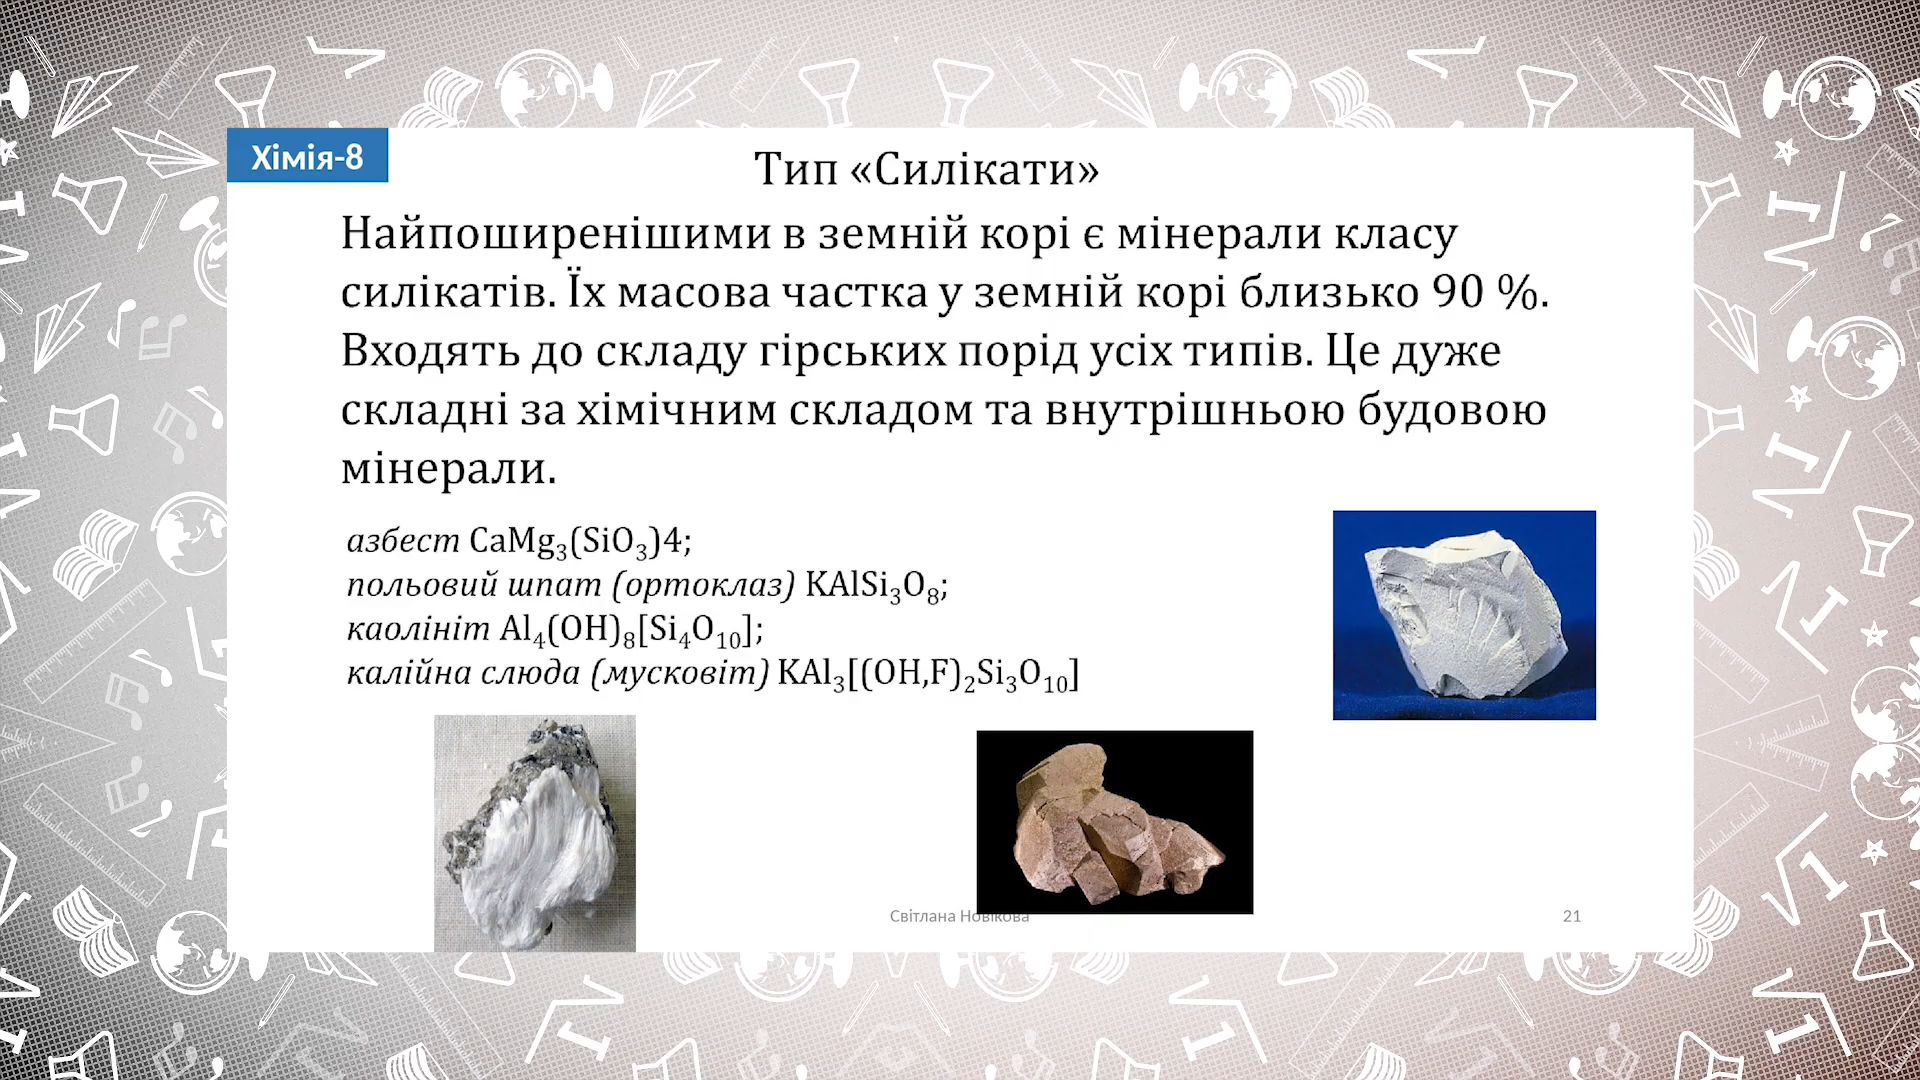 Хімія-8
Тип «Силікати»
Найпоширенішими в земній корі є мінерали класу
силікатів. Їх масова частка у земній корі близько 90 %.
Входять до складу гірських порід усіх типів. Це дуже
складні за хімічним складом та внутрішньою будовою
мінерали.
азбест CaMg₃(SiO₃)4;
польовий шпат (ортоклаз) KAlSi₃O₈;
каолініт Al₄(OH)₈[Si₄O₁₀];
калійна слюда (мусковіт) KAl₃[(OH,F)₂Si₃O₁₀]
Світлана Новікова
21